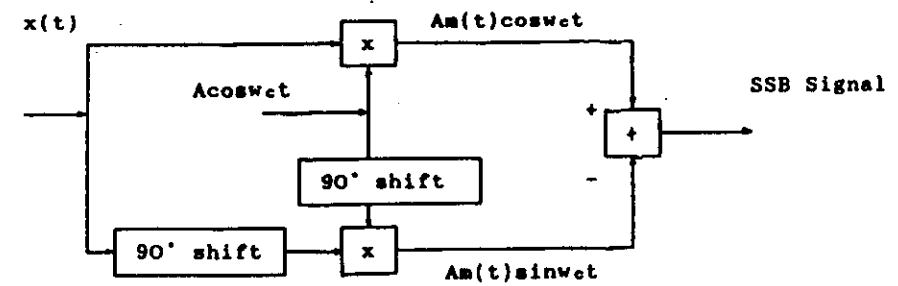 x(t)
Am(t)coswct
x
Acoswct
SSB Signal
+
+
90° shift
-
90° shift
x
Am(t)sinwct